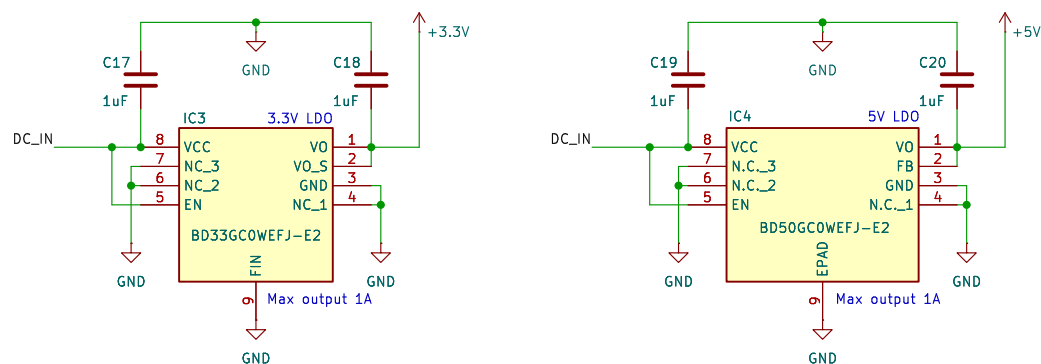 +3.3V
C17
GND
C18
1uF
1uF
IC3
3.3V LDO
DC_IN
8
VCC
VO
1
7
NC_3
VO_S
2
6
NC_2
GND
3
5
EN
NC_1
4
BD33GC0WEFJ-E2
GND
FIN
GND
9
Max output 1A
GND
+5V
C19
GND
C20
1uF
1uF
IC4
5V LDO
DC_IN
8
VCC
VO
1
7
N.C._3
FB
2
6
N.C._2
GND
3
5
EN
N.C._1
4
BD50GC0WEFJ-E2
GND
EPAD
GND
9
Max output 1A
GND